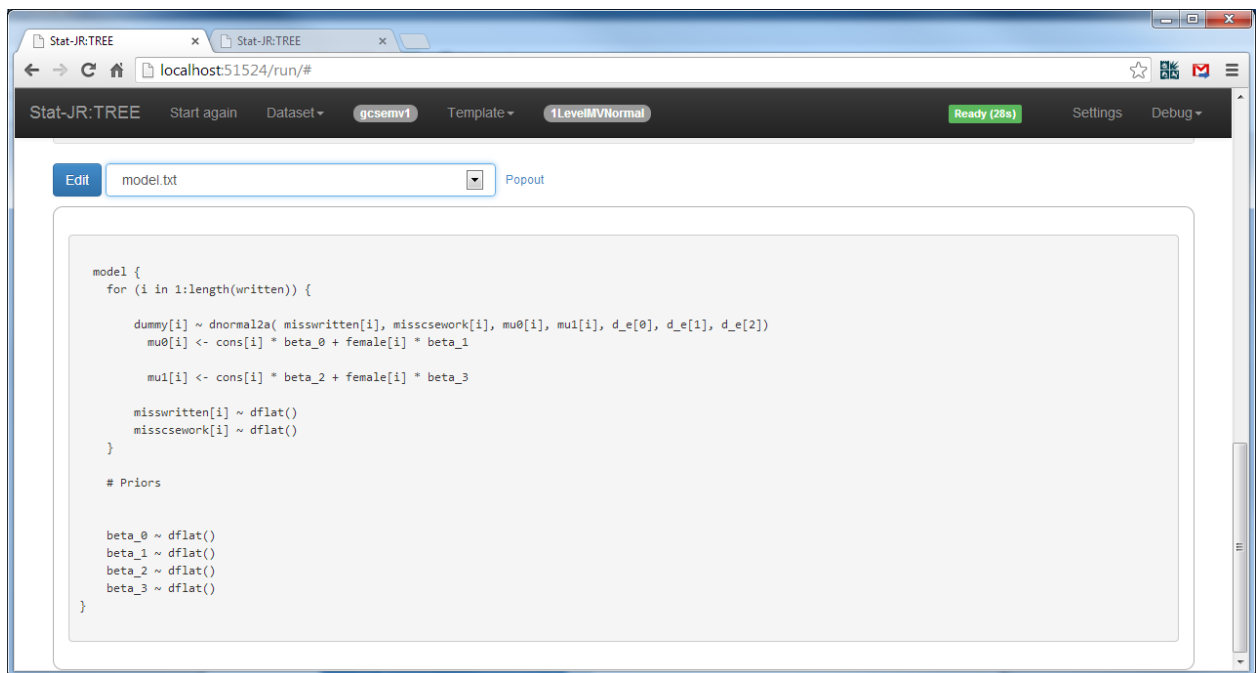 Stat-JR:TREE
Stat-JR:TREE
localhost:51524/run/#
Stat-JR:TREE Start again Dataset gcsemv1 Template 1LevelMVNormal Ready (28s) Settings Debug
Edit model.txt Popout
model {
for (i in 1:length(written)) {
dummy[i] ~ dnormal2a( misswritten[i], misscsework[i], mu0[i], mu1[i], d_e[0], d_e[1], d_e[2])
mu0[i] <- cons[i] * beta_0 + female[i] * beta_1
mu1[i] <- cons[i] * beta_2 + female[i] * beta_3
misswritten[i] ~ dflat()
misscsework[i] ~ dflat()
}
# Priors
beta_0 ~ dflat()
beta_1 ~ dflat()
beta_2 ~ dflat()
beta_3 ~ dflat()
}